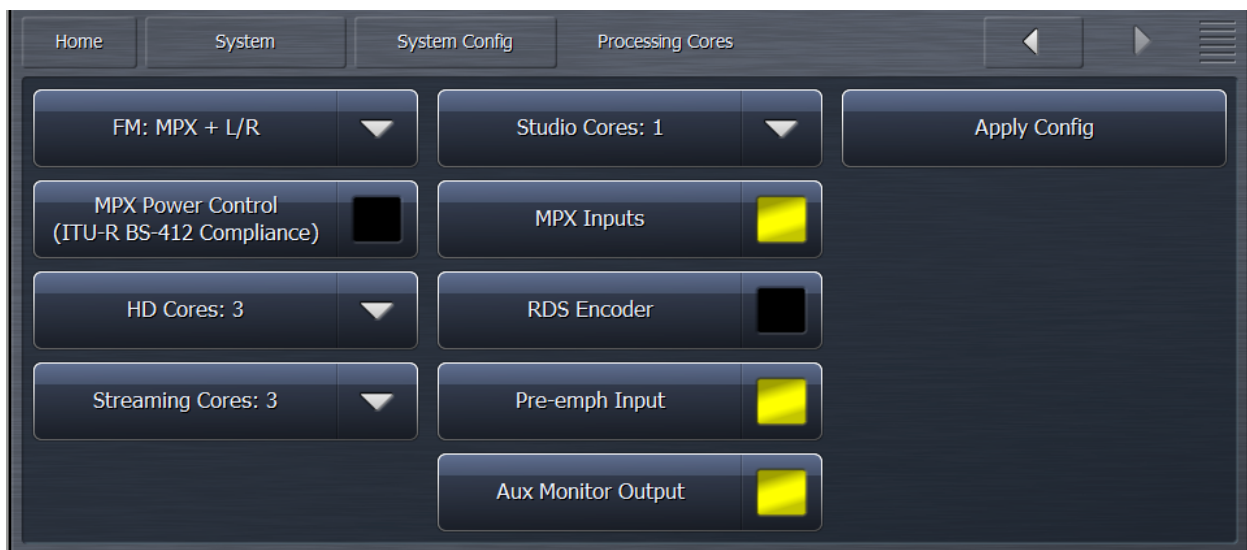 Home
System
System Config
Processing Cores
FM: MPX + L/R
Studio Cores: 1
Apply Config
MPX Power Control
(ITU-R BS-412 Compliance)
MPX Inputs
HD Cores: 3
RDS Encoder
Streaming Cores: 3
Pre-emph Input
Aux Monitor Output